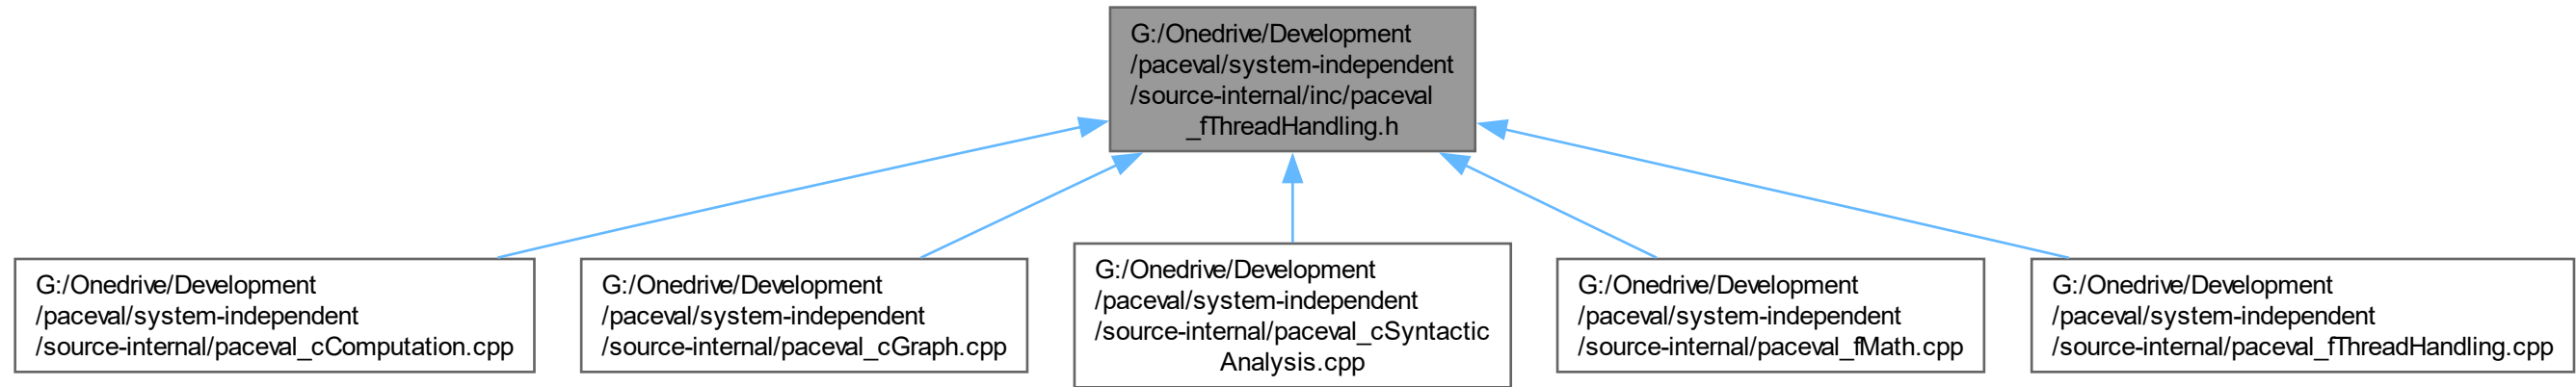 G:/Onedrive/Development
/paceval/system-independent
/source-internal/inc/paceval
_fThreadHandling.h
G:/Onedrive/Development
/paceval/system-independent
/source-internal/paceval_cComputation.cpp
G:/Onedrive/Development
/paceval/system-independent
/source-internal/paceval_cGraph.cpp
G:/Onedrive/Development
/paceval/system-independent
/source-internal/paceval_cSyntactic
Analysis.cpp
G:/Onedrive/Development
/paceval/system-independent
/source-internal/paceval_fMath.cpp
G:/Onedrive/Development
/paceval/system-independent
/source-internal/paceval_fThreadHandling.cpp